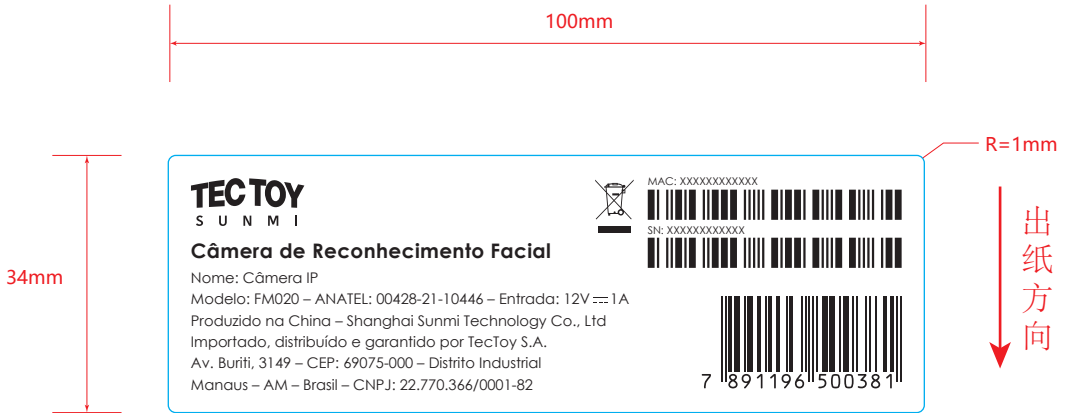 100mm
R=1mm
34mm
TECTOY
SUNMI
Câmera de Reconhecimento Facial
Nome: Câmera IP
Modelo: FM020 – ANATEL: 00428-21-10446 – Entrada: 12V⎓1A
Produzido na China – Shanghai Sunmi Technology Co., Ltd
Importado, distribuído e garantido por TecToy S.A.
Av. Buriti, 3149 – CEP: 69075-000 – Distrito Industrial
Manaus – AM – Brasil – CNPJ: 22.770.366/0001-82
MAC: XXXXXXXXXXXX
SN: XXXXXXXXXXXX
7 891196 500381
出纸方向